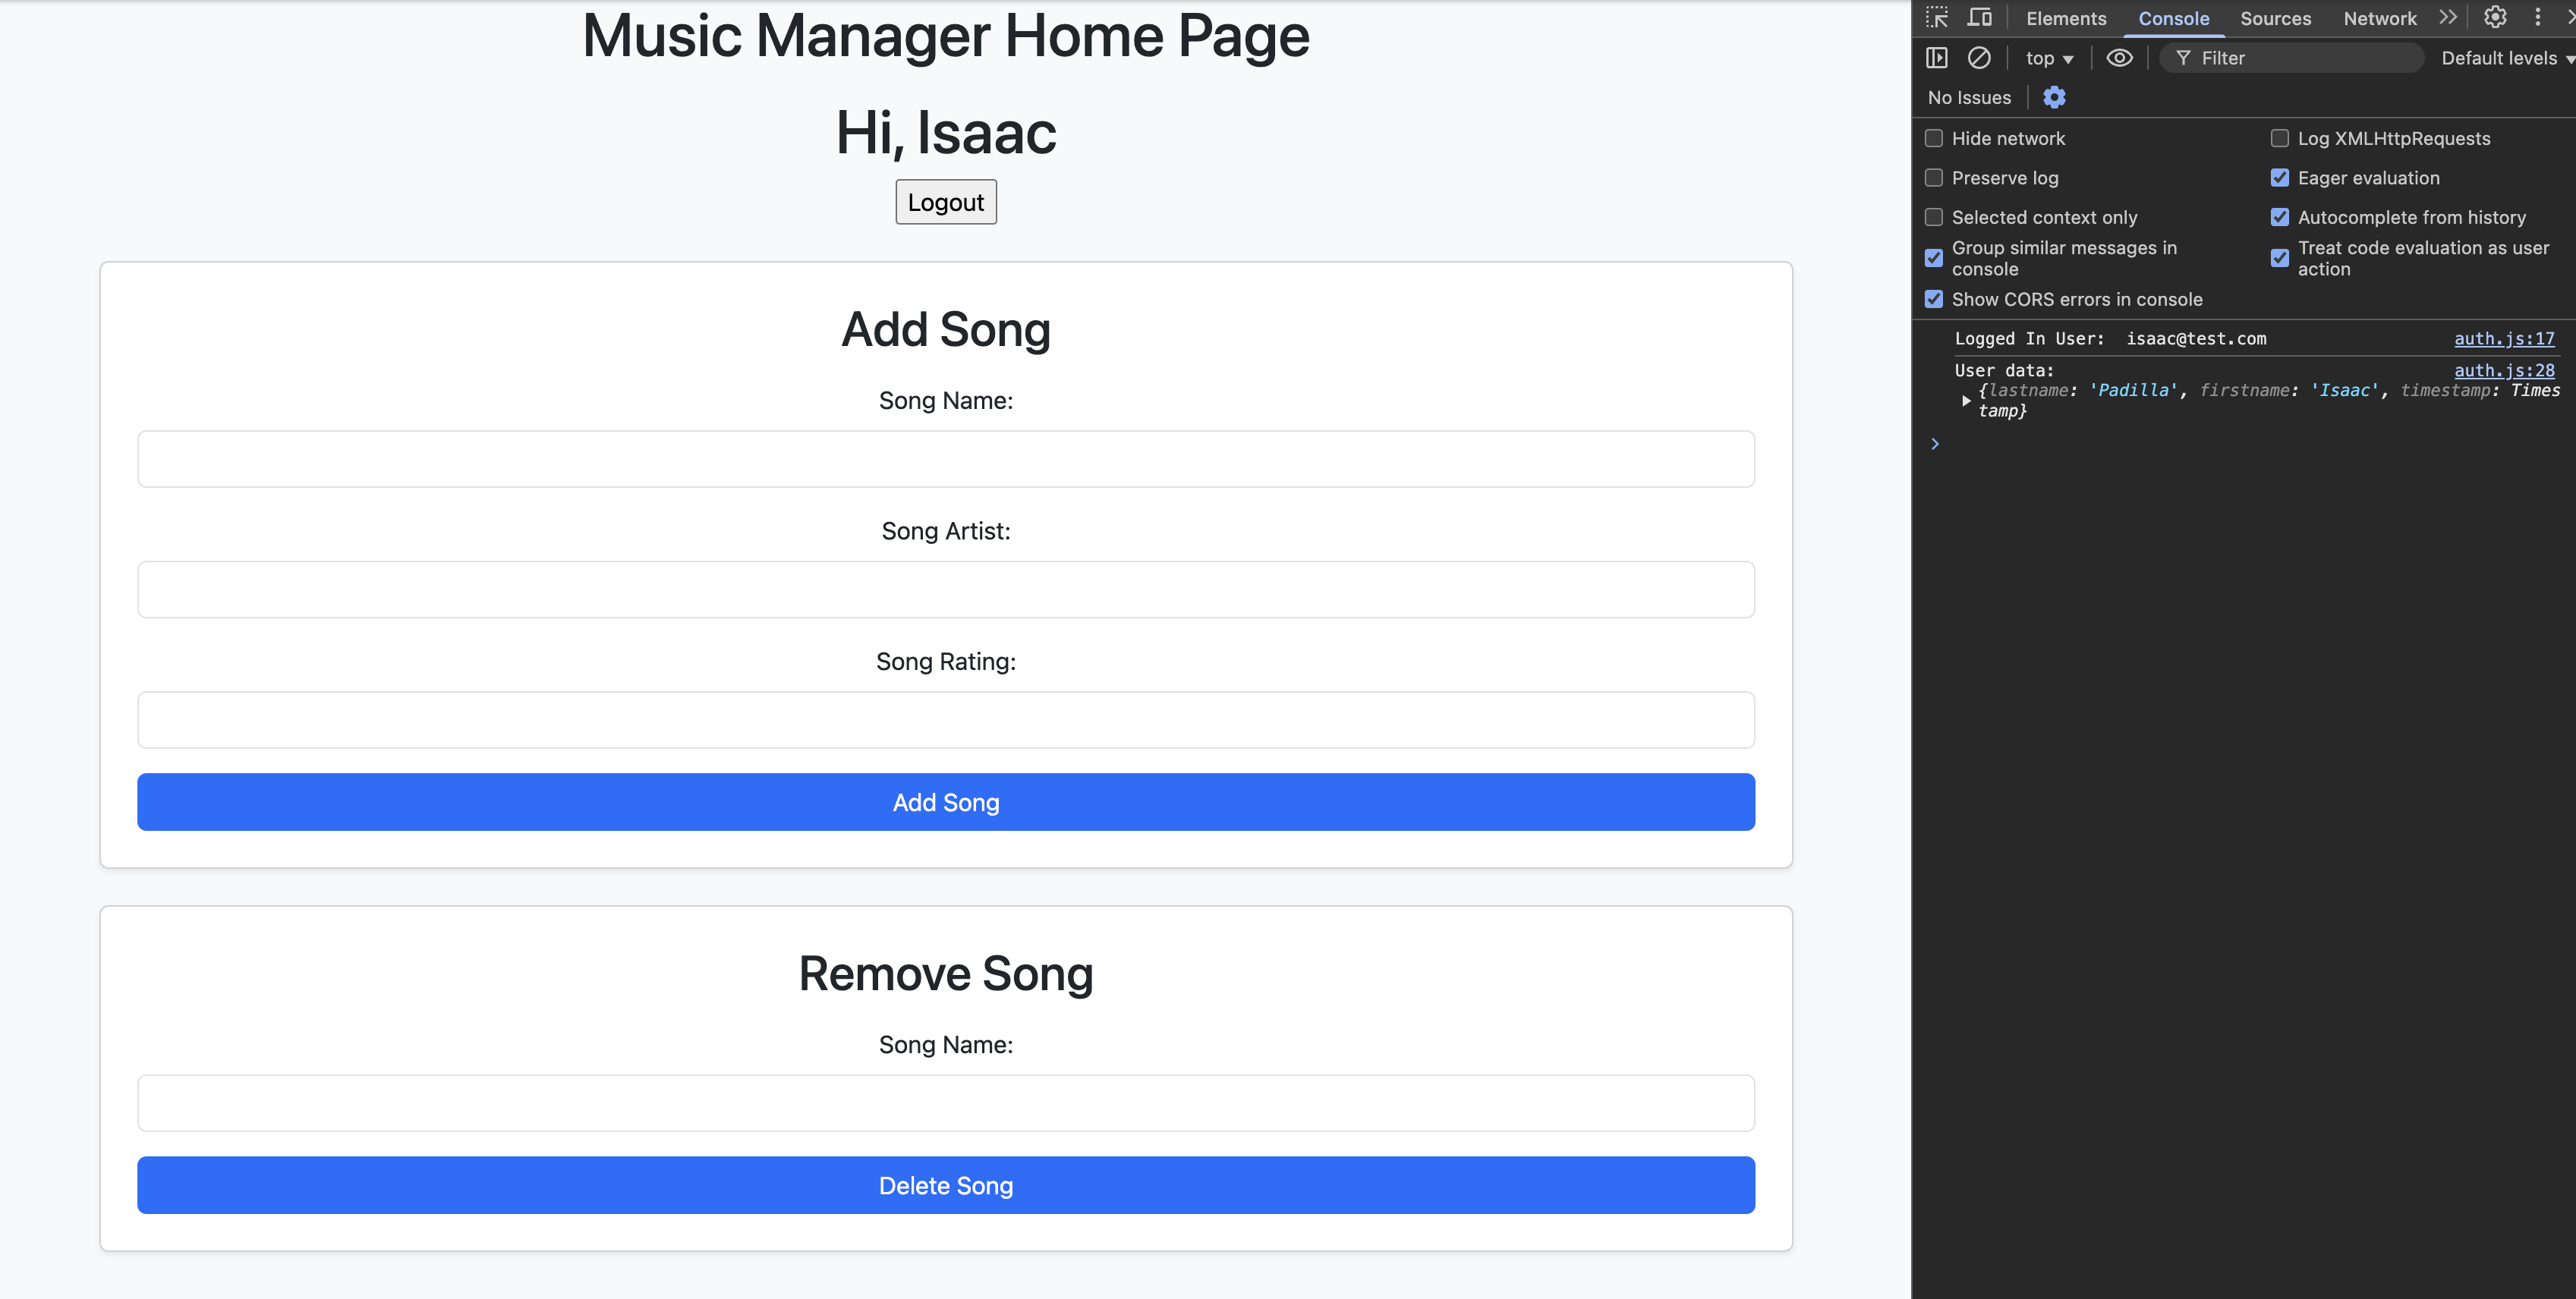 Music Manager Home Page
Hi, Isaac
Logout
Add Song
Song Name:
Song Artist:
Song Rating:
Add Song
Remove Song
Song Name:
Delete Song
Elements Console Sources Network
top Filter Default levels
No Issues
Hide network Log XMLHttpRequests
Preserve log Eager evaluation
Selected context only Autocomplete from history
Group similar messages in
console
Treat code evaluation as user
action
Show CORS errors in console
Logged In User: isaac@test.com auth.js:17
User data: auth.js:28
{lastname: 'Padilla', firstname: 'Isaac', timestamp: Times
tamp}